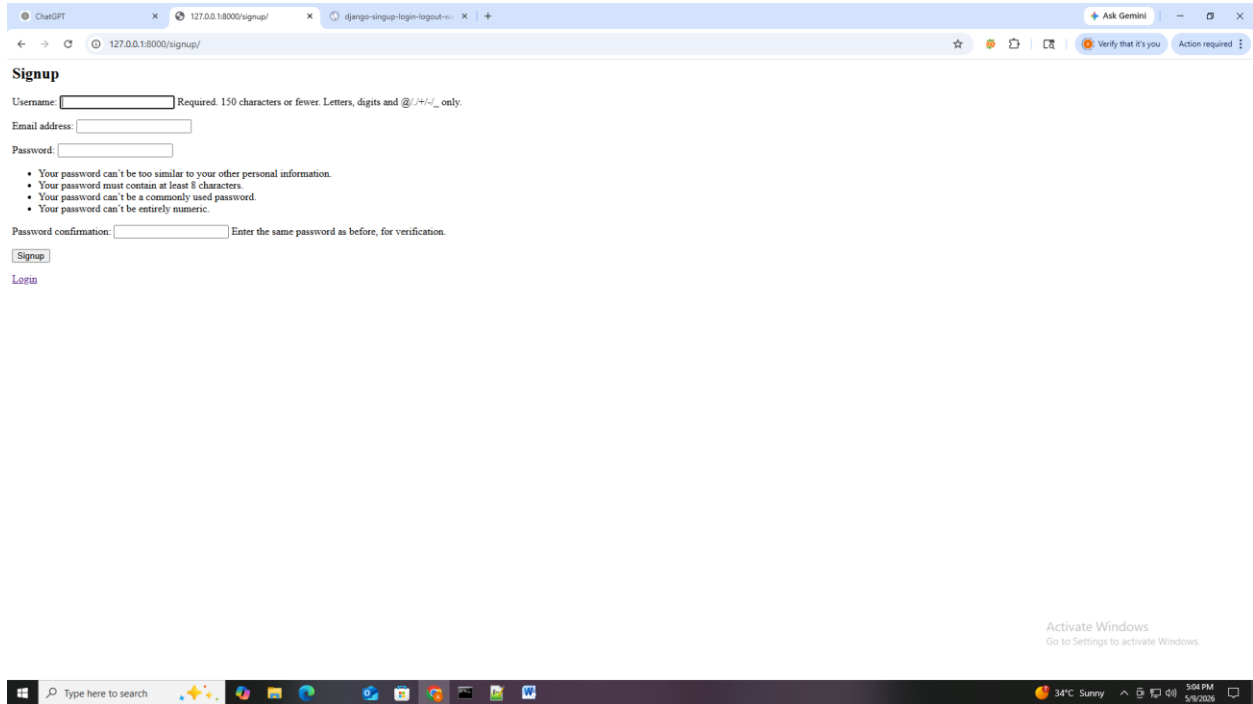 ChatGPT
127.0.0.1:8000/signup/
django-singup-login-logout-w
Ask Gemini
127.0.0.1:8000/signup/
Verify that it's you
Action required
Signup
Username: Required. 150 characters or fewer. Letters, digits and @/./+/-/_ only.
Email address:
Password:
• Your password can't be too similar to your other personal information.
• Your password must contain at least 8 characters.
• Your password can't be a commonly used password.
• Your password can't be entirely numeric.
Password confirmation: Enter the same password as before, for verification.
Signup
Login
Activate Windows
Go to Settings to activate Windows.
Type here to search
34°C Sunny
5:04 PM
5/9/2026